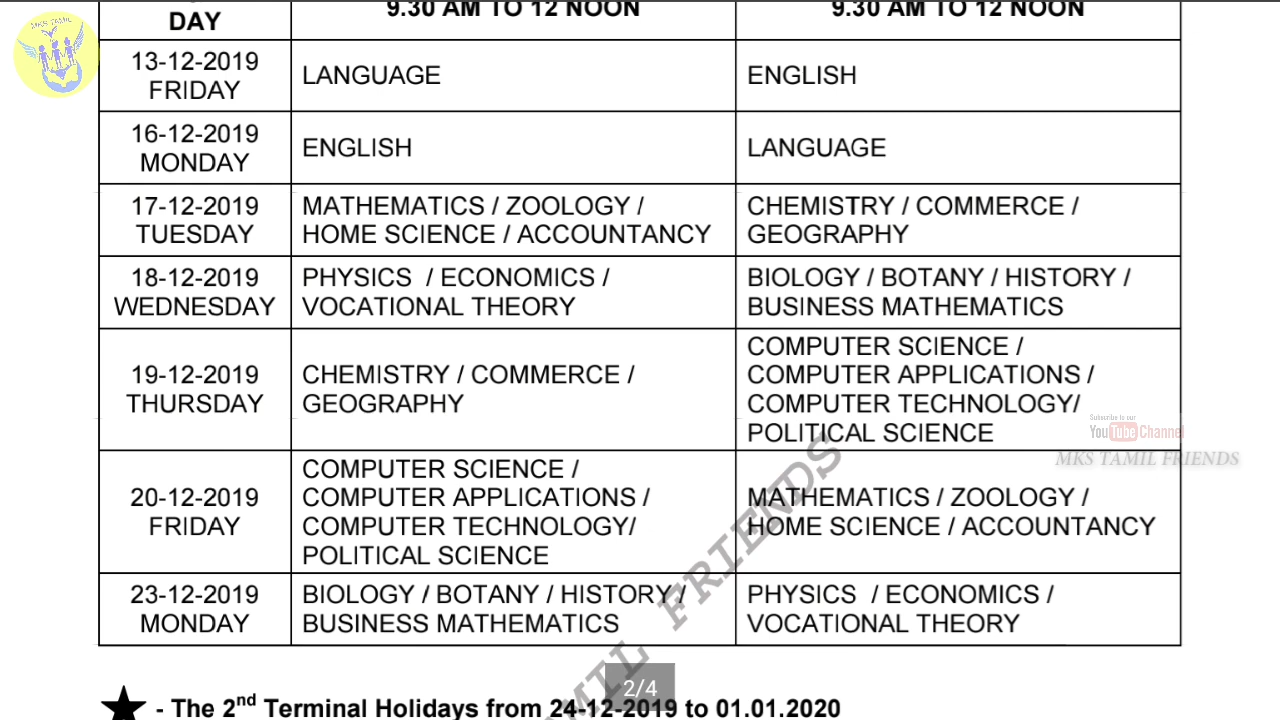 MKS TAMIL
DAY
9.30 AM TO 12 NOON
9.30 AM TO 12 NOON
13-12-2019
FRIDAY
LANGUAGE
ENGLISH
16-12-2019
MONDAY
ENGLISH
LANGUAGE
17-12-2019
TUESDAY
MATHEMATICS / ZOOLOGY /
HOME SCIENCE / ACCOUNTANCY
CHEMISTRY / COMMERCE /
GEOGRAPHY
18-12-2019
WEDNESDAY
PHYSICS / ECONOMICS /
VOCATIONAL THEORY
BIOLOGY / BOTANY / HISTORY /
BUSINESS MATHEMATICS
19-12-2019
THURSDAY
CHEMISTRY / COMMERCE /
GEOGRAPHY
COMPUTER SCIENCE /
COMPUTER APPLICATIONS /
COMPUTER TECHNOLOGY/
POLITICAL SCIENCE
Subscribe to our
YouTube Channel
MKS TAMIL FRIENDS
20-12-2019
FRIDAY
COMPUTER SCIENCE /
COMPUTER APPLICATIONS /
COMPUTER TECHNOLOGY/
POLITICAL SCIENCE
MATHEMATICS / ZOOLOGY /
HOME SCIENCE / ACCOUNTANCY
23-12-2019
MONDAY
BIOLOGY / BOTANY / HISTORY /
BUSINESS MATHEMATICS
PHYSICS / ECONOMICS /
VOCATIONAL THEORY
MIL FRIENDS
2/4
- The 2nd Terminal Holidays from 24-12-2019 to 01.01.2020